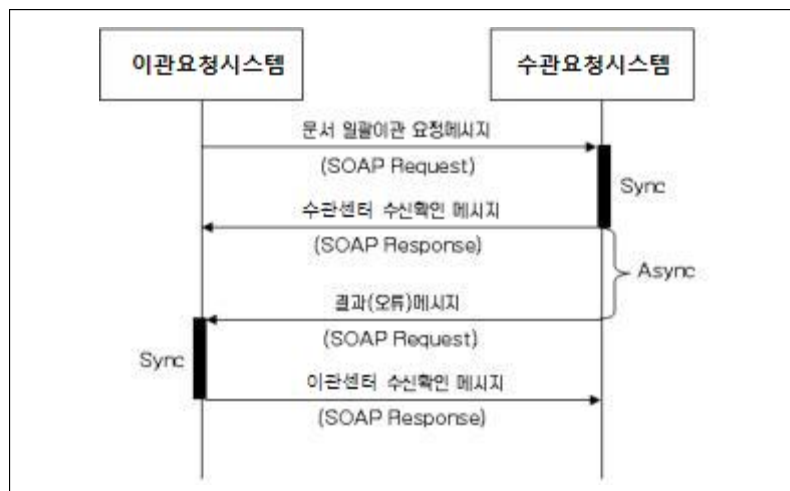 이관요청시스템
수관요청시스템
문서 일괄이관 요청메시지
(SOAP Request)
Sync
수관센터 수신확인 메시지
(SOAP Response)
Async
결과(오류)메시지
(SOAP Request)
Sync
이관센터 수신확인 메시지
(SOAP Response)